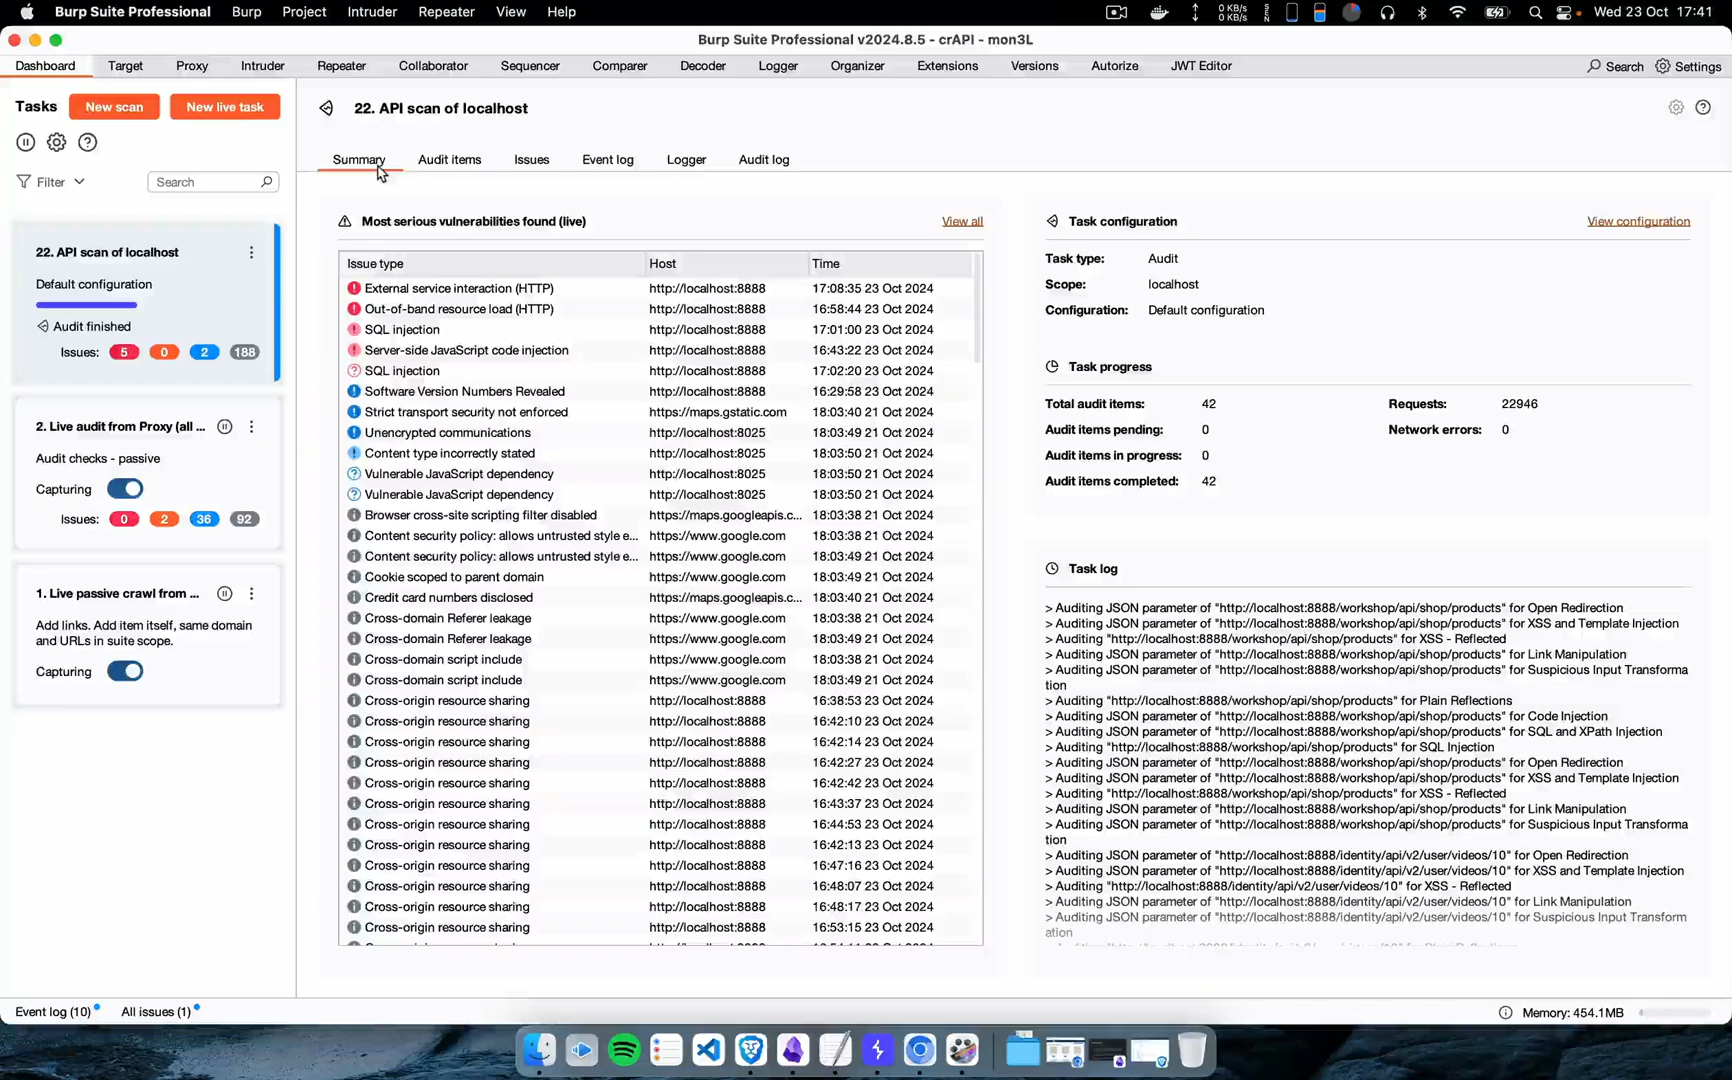 Burp Suite Professional Burp Project Intruder Repeater View Help
0 KB/s
0 KB/s
Wed 23 Oct 17:41
Burp Suite Professional v2024.8.5 - crAPI - mon3L
Dashboard Target Proxy Intruder Repeater Collaborator Sequencer Comparer Decoder Logger Organizer Extensions Versions Autorize JWT Editor Search Settings
Tasks New scan New live task
Filter Search
22. API scan of localhost
Default configuration
Audit finished
Issues: 5 0 2 188
2. Live audit from Proxy (all ...
Audit checks - passive
Capturing
Issues: 0 2 36 92
1. Live passive crawl from ...
Add links. Add item itself, same domain
and URLs in suite scope.
Capturing
22. API scan of localhost
Summary Audit items Issues Event log Logger Audit log
Most serious vulnerabilities found (live) View all
Issue type Host Time
External service interaction (HTTP) http://localhost:8888 17:08:35 23 Oct 2024
Out-of-band resource load (HTTP) http://localhost:8888 16:58:44 23 Oct 2024
SQL injection http://localhost:8888 17:01:00 23 Oct 2024
Server-side JavaScript code injection http://localhost:8888 16:43:22 23 Oct 2024
SQL injection http://localhost:8888 17:02:20 23 Oct 2024
Software Version Numbers Revealed http://localhost:8888 16:29:58 23 Oct 2024
Strict transport security not enforced https://maps.gstatic.com 18:03:40 21 Oct 2024
Unencrypted communications http://localhost:8025 18:03:49 21 Oct 2024
Content type incorrectly stated http://localhost:8025 18:03:50 21 Oct 2024
Vulnerable JavaScript dependency http://localhost:8025 18:03:50 21 Oct 2024
Vulnerable JavaScript dependency http://localhost:8025 18:03:50 21 Oct 2024
Browser cross-site scripting filter disabled https://maps.googleapis.c... 18:03:38 21 Oct 2024
Content security policy: allows untrusted style e... https://www.google.com 18:03:49 21 Oct 2024
Content security policy: allows untrusted style e... https://www.google.com 18:03:49 21 Oct 2024
Cookie scoped to parent domain https://www.google.com 18:03:49 21 Oct 2024
Credit card numbers disclosed https://maps.googleapis.c... 18:03:40 21 Oct 2024
Cross-domain Referer leakage https://www.google.com 18:03:38 21 Oct 2024
Cross-domain Referer leakage https://www.google.com 18:03:49 21 Oct 2024
Cross-domain script include https://www.google.com 18:03:38 21 Oct 2024
Cross-domain script include https://www.google.com 18:03:49 21 Oct 2024
Cross-origin resource sharing http://localhost:8888 16:38:53 23 Oct 2024
Cross-origin resource sharing http://localhost:8888 16:42:10 23 Oct 2024
Cross-origin resource sharing http://localhost:8888 16:42:14 23 Oct 2024
Cross-origin resource sharing http://localhost:8888 16:42:27 23 Oct 2024
Cross-origin resource sharing http://localhost:8888 16:42:42 23 Oct 2024
Cross-origin resource sharing http://localhost:8888 16:43:37 23 Oct 2024
Cross-origin resource sharing http://localhost:8888 16:44:53 23 Oct 2024
Cross-origin resource sharing http://localhost:8888 16:42:13 23 Oct 2024
Cross-origin resource sharing http://localhost:8888 16:47:16 23 Oct 2024
Cross-origin resource sharing http://localhost:8888 16:48:07 23 Oct 2024
Cross-origin resource sharing http://localhost:8888 16:48:17 23 Oct 2024
Cross-origin resource sharing http://localhost:8888 16:53:15 23 Oct 2024
Task configuration View configuration
Task type: Audit
Scope: localhost
Configuration: Default configuration
Task progress
Total audit items: 42 Requests: 22946
Audit items pending: 0 Network errors: 0
Audit items in progress: 0
Audit items completed: 42
Task log
> Auditing JSON parameter of "http://localhost:8888/workshop/api/shop/products" for Open Redirection
> Auditing JSON parameter of "http://localhost:8888/workshop/api/shop/products" for XSS and Template Injection
> Auditing "http://localhost:8888/workshop/api/shop/products" for XSS - Reflected
> Auditing JSON parameter of "http://localhost:8888/workshop/api/shop/products" for Link Manipulation
> Auditing JSON parameter of "http://localhost:8888/workshop/api/shop/products" for Suspicious Input Transforma
tion
> Auditing "http://localhost:8888/workshop/api/shop/products" for Plain Reflections
> Auditing JSON parameter of "http://localhost:8888/workshop/api/shop/products" for Code Injection
> Auditing JSON parameter of "http://localhost:8888/workshop/api/shop/products" for SQL and XPath Injection
> Auditing "http://localhost:8888/workshop/api/shop/products" for SQL Injection
> Auditing JSON parameter of "http://localhost:8888/workshop/api/shop/products" for Open Redirection
> Auditing JSON parameter of "http://localhost:8888/workshop/api/shop/products" for XSS and Template Injection
> Auditing "http://localhost:8888/workshop/api/shop/products" for XSS - Reflected
> Auditing JSON parameter of "http://localhost:8888/workshop/api/shop/products" for Link Manipulation
> Auditing JSON parameter of "http://localhost:8888/workshop/api/shop/products" for Suspicious Input Transforma
tion
> Auditing JSON parameter of "http://localhost:8888/identity/api/v2/user/videos/10" for Open Redirection
> Auditing JSON parameter of "http://localhost:8888/identity/api/v2/user/videos/10" for XSS and Template Injection
> Auditing "http://localhost:8888/identity/api/v2/user/videos/10" for XSS - Reflected
> Auditing JSON parameter of "http://localhost:8888/identity/api/v2/user/videos/10" for Link Manipulation
> Auditing JSON parameter of "http://localhost:8888/identity/api/v2/user/videos/10" for Suspicious Input Transform
ation
Event log (10) All issues (1) Memory: 454.1MB